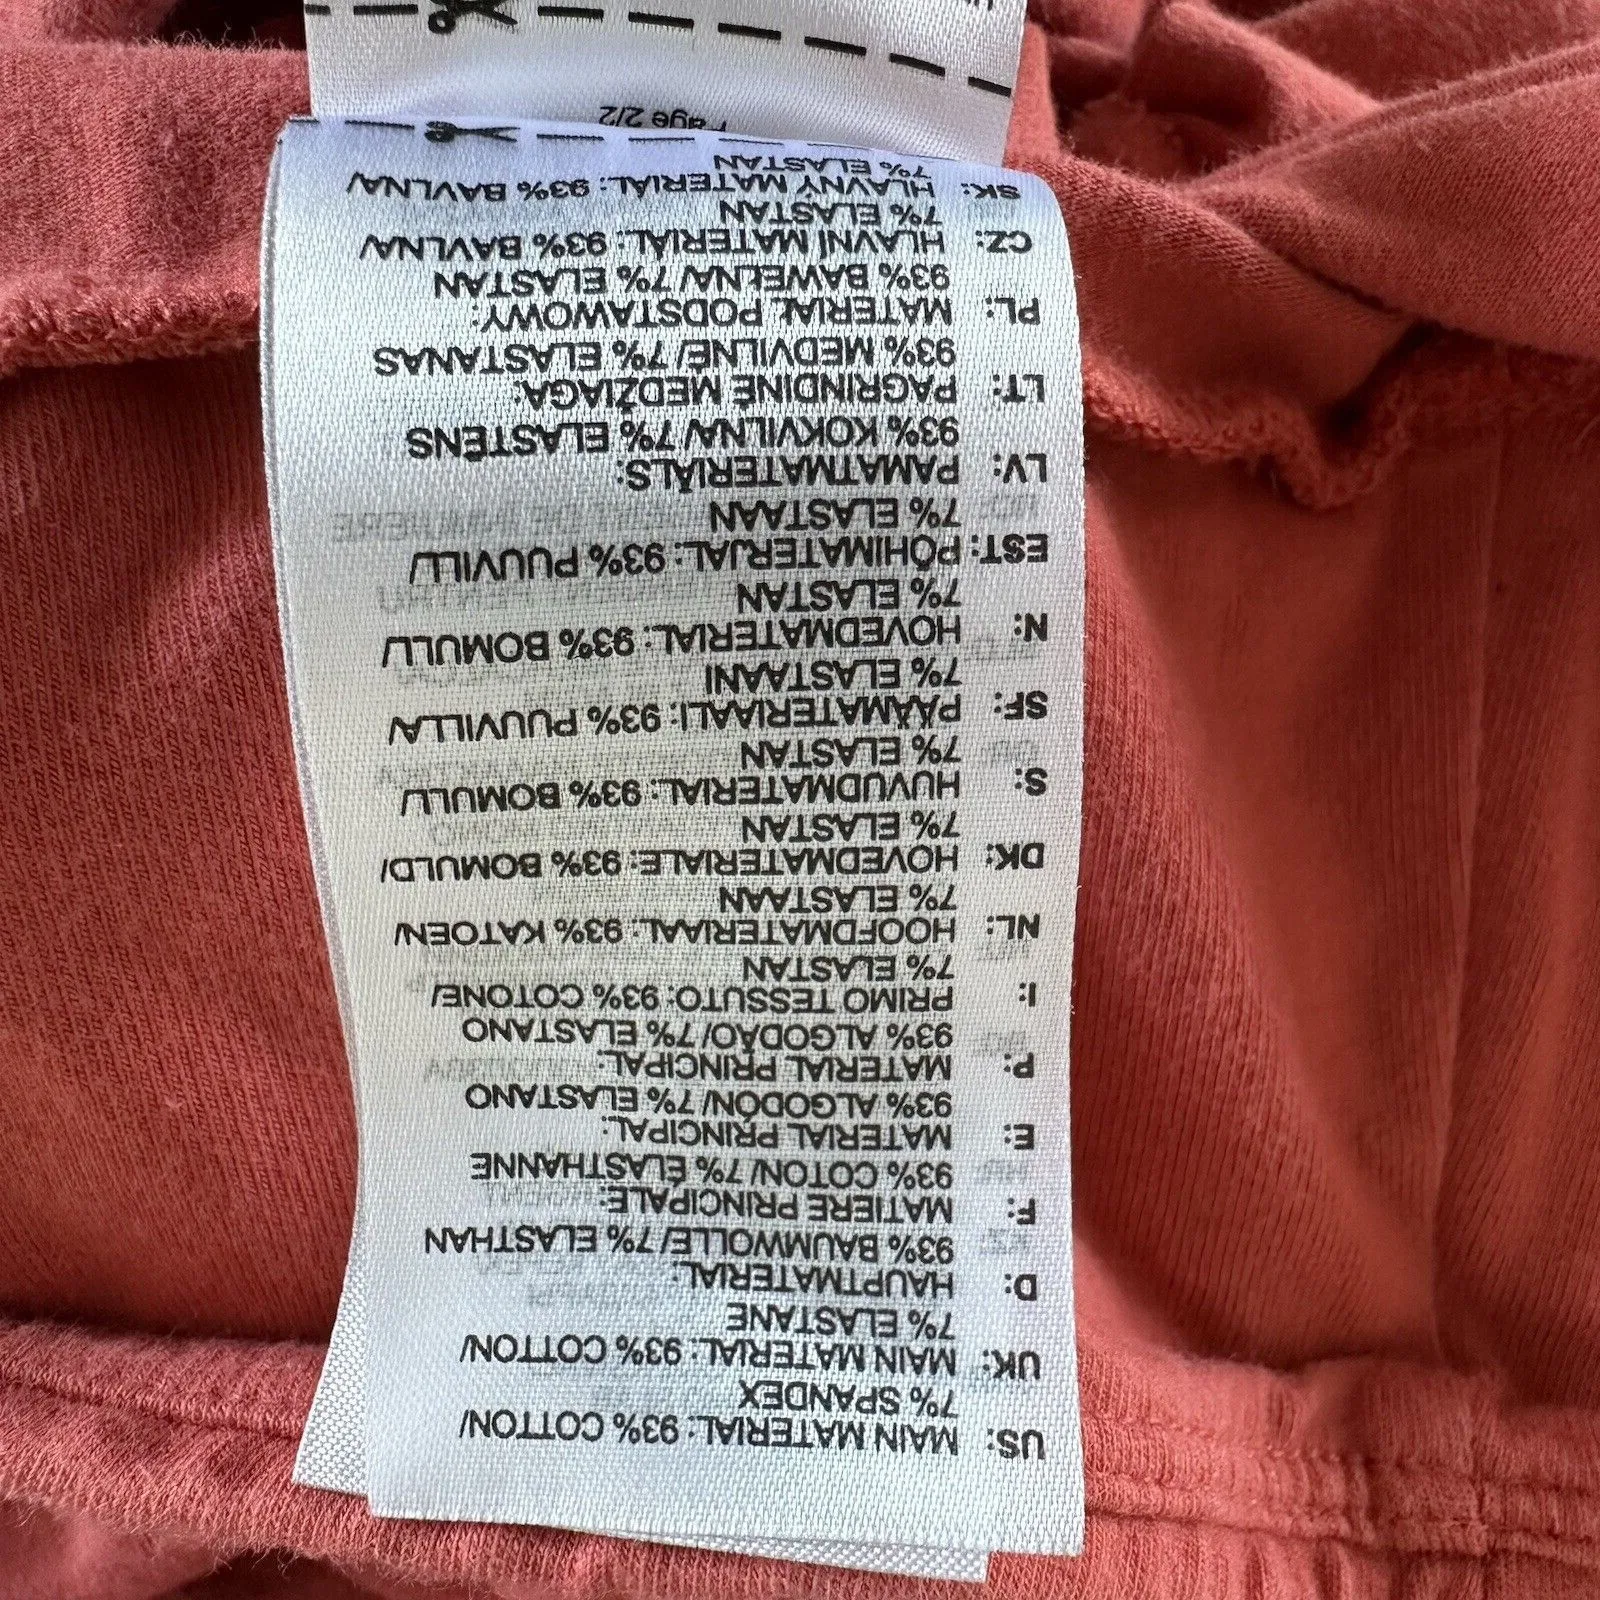 US: MAIN MATERIAL: 93% COTTON/
7% SPANDEX
UK: MAIN MATERIAL: 93% COTTON/
7% ELASTANE
D: HAUPTMATERIAL:
93% BAUMWOLLE/7% ELASTHAN
F: MATIERE PRINCIPALE:
93% COTON/7% ÉLASTHANNE
E: MATERIAL PRINCIPAL:
93% ALGODÓN/7% ELASTANO
P: MATERIAL PRINCIPAL:
93% ALGODÃO/7% ELASTANO
I: PRIMO TESSUTO: 93% COTONE/
7% ELASTAN
NL: HOOFDMATERIAAL: 93% KATOEN/
7% ELASTAAN
DK: HOVEDMATERIALE: 93% BOMULD/
7% ELASTAN
S: HUVUDMATERIAL: 93% BOMULL/
7% ELASTAN
SF: PÄÄMATERIAALI: 93% PUUVILLA/
7% ELASTAANI
N: HOVEDMATERIAL: 93% BOMULL/
7% ELASTAN
EST: PÕHIMATERJAL: 93% PUUVILL/
7% ELASTAAN
LV: PAMATMATERIĀLS:
93% KOKVILNA/7% ELASTĒNS
LT: PAGRINDINĖ MEDŽIAGA:
93% MEDVILNĖ/7% ELASTANAS
PL: MATERIAŁ PODSTAWOWY:
93% BAWEŁNA/7% ELASTAN
CZ: HLAVNÍ MATERIÁL: 93% BAVLNA/
7% ELASTAN
SK: HLAVNÝ MATERIÁL: 93% BAVLNA/
7% ELASTAN
Page 2/2